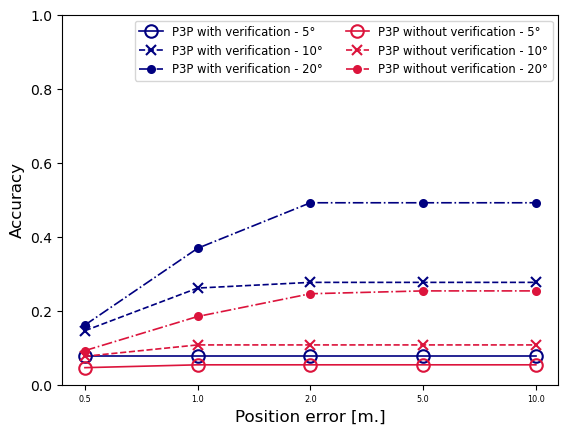 1.0
0.8
0.6
0.4
0.2
0.0
Accuracy
P3P with verification - 5°
P3P with verification - 10°
P3P with verification - 20°
P3P without verification - 5°
P3P without verification - 10°
P3P without verification - 20°
0.5 1.0 2.0 5.0 10.0
Position error [m.]